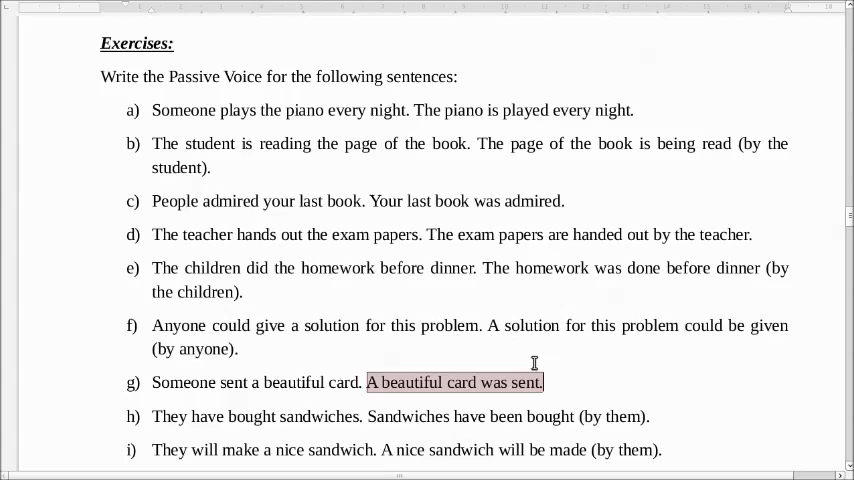 Exercises:
Write the Passive Voice for the following sentences:
a) Someone plays the piano every night. The piano is played every night.
b) The student is reading the page of the book. The page of the book is being read (by the
student).
c) People admired your last book. Your last book was admired.
d) The teacher hands out the exam papers. The exam papers are handed out by the teacher.
e) The children did the homework before dinner. The homework was done before dinner (by
the children).
f) Anyone could give a solution for this problem. A solution for this problem could be given
(by anyone).
g) Someone sent a beautiful card. A beautiful card was sent.
h) They have bought sandwiches. Sandwiches have been bought (by them).
i) They will make a nice sandwich. A nice sandwich will be made (by them).